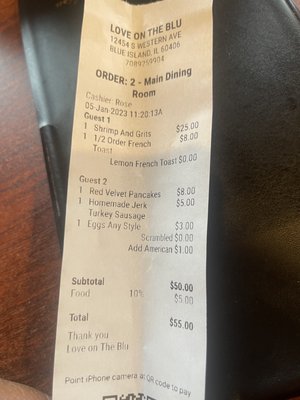 LOVE ON THE BLU
12454 S WESTERN AVE
BLUE ISLAND, IL 60406
7089259904
ORDER: 2 - Main Dining
Room
Cashier: Rose
05-Jan-2023 11:20:13A
Guest 1
1 Shrimp And Grits $25.00
1 1/2 Order French $8.00
Toast
Lemon French Toast $0.00
Guest 2
1 Red Velvet Pancakes $8.00
1 Homemade Jerk $5.00
Turkey Sausage
1 Eggs Any Style $3.00
Scrambled $0.00
Add American $1.00
Subtotal $50.00
Food 10% $5.00
Total $55.00
Thank you
Love on The Blu
Point iPhone camera at QR code to pay